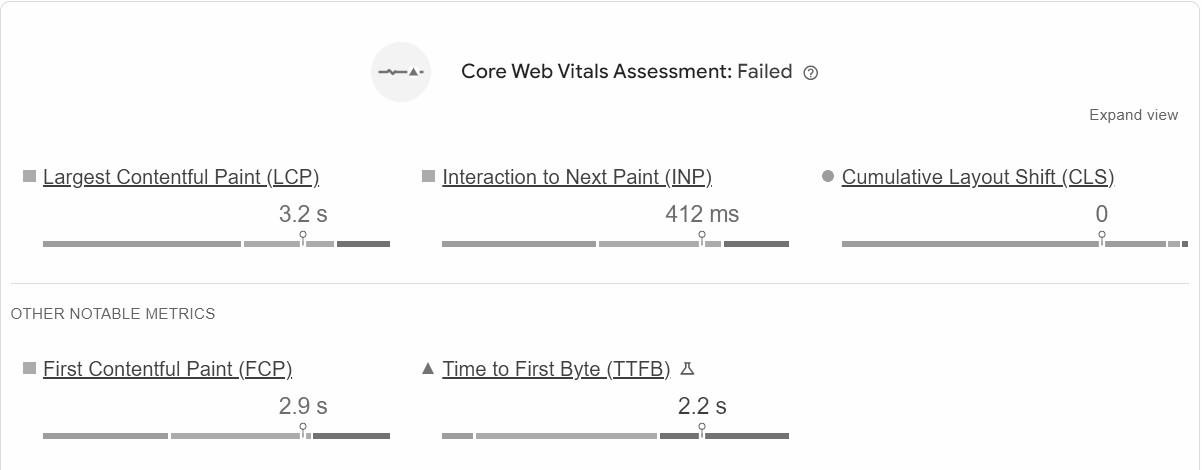 Core Web Vitals Assessment: Failed
Expand view
Largest Contentful Paint (LCP)
3.2 s
Interaction to Next Paint (INP)
412 ms
Cumulative Layout Shift (CLS)
0
OTHER NOTABLE METRICS
First Contentful Paint (FCP)
2.9 s
Time to First Byte (TTFB)
2.2 s